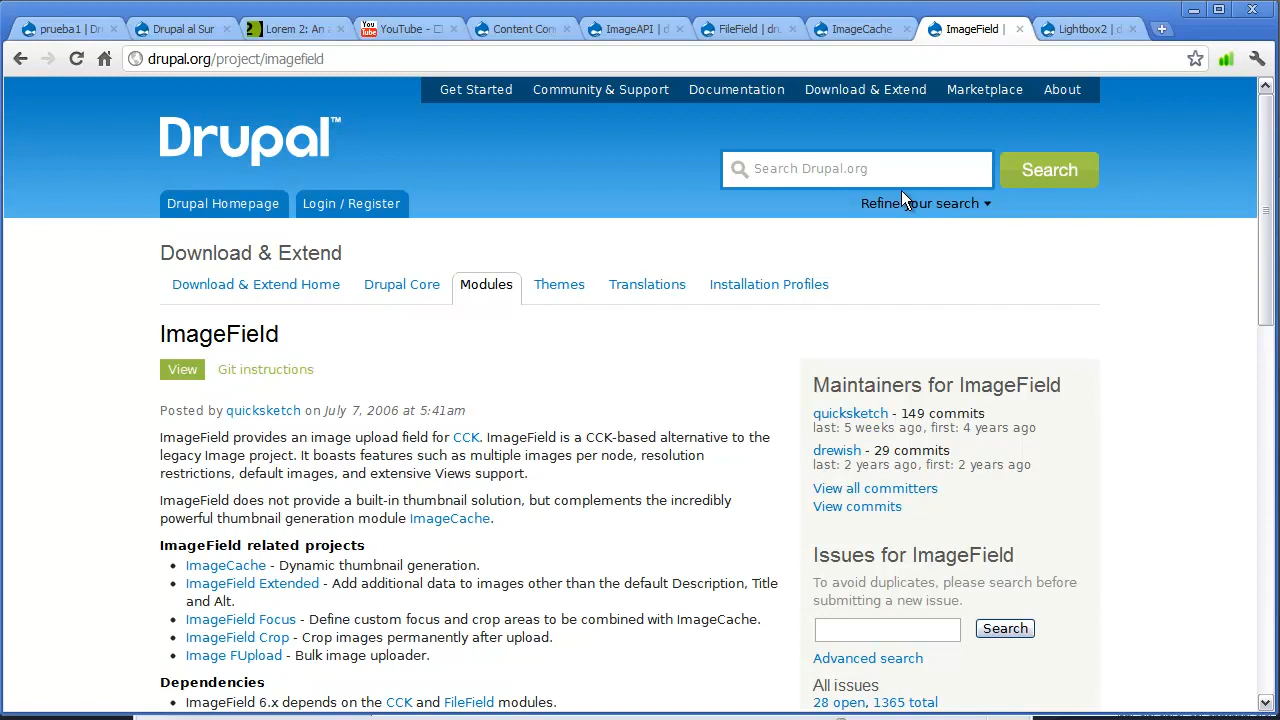 prueba1 | Dr
Drupal al Sur
Lorem 2: An a
YouTube -
Content Con
ImageAPI | d
FileField | dru
ImageCache
ImageField |
Lightbox2 | d
drupal.org/project/imagefield
Get Started
Community & Support
Documentation
Download & Extend
Marketplace
About
Drupal™
Search Drupal.org
Search
Refine your search
Drupal Homepage
Login / Register
Download & Extend
Download & Extend Home
Drupal Core
Modules
Themes
Translations
Installation Profiles
ImageField
View
Git instructions
Posted by quicksketch on July 7, 2006 at 5:41am
ImageField provides an image upload field for CCK. ImageField is a CCK-based alternative to the
legacy Image project. It boasts features such as multiple images per node, resolution
restrictions, default images, and extensive Views support.
ImageField does not provide a built-in thumbnail solution, but complements the incredibly
powerful thumbnail generation module ImageCache.
ImageField related projects
• ImageCache - Dynamic thumbnail generation.
• ImageField Extended - Add additional data to images other than the default Description, Title
and Alt.
• ImageField Focus - Define custom focus and crop areas to be combined with ImageCache.
• ImageField Crop - Crop images permanently after upload.
• Image FUpload - Bulk image uploader.
Dependencies
• ImageField 6.x depends on the CCK and FileField modules.
Maintainers for ImageField
quicksketch - 149 commits
last: 5 weeks ago, first: 4 years ago
drewish - 29 commits
last: 2 years ago, first: 2 years ago
View all committers
View commits
Issues for ImageField
To avoid duplicates, please search before
submitting a new issue.
Search
Advanced search
All issues
28 open, 1365 total